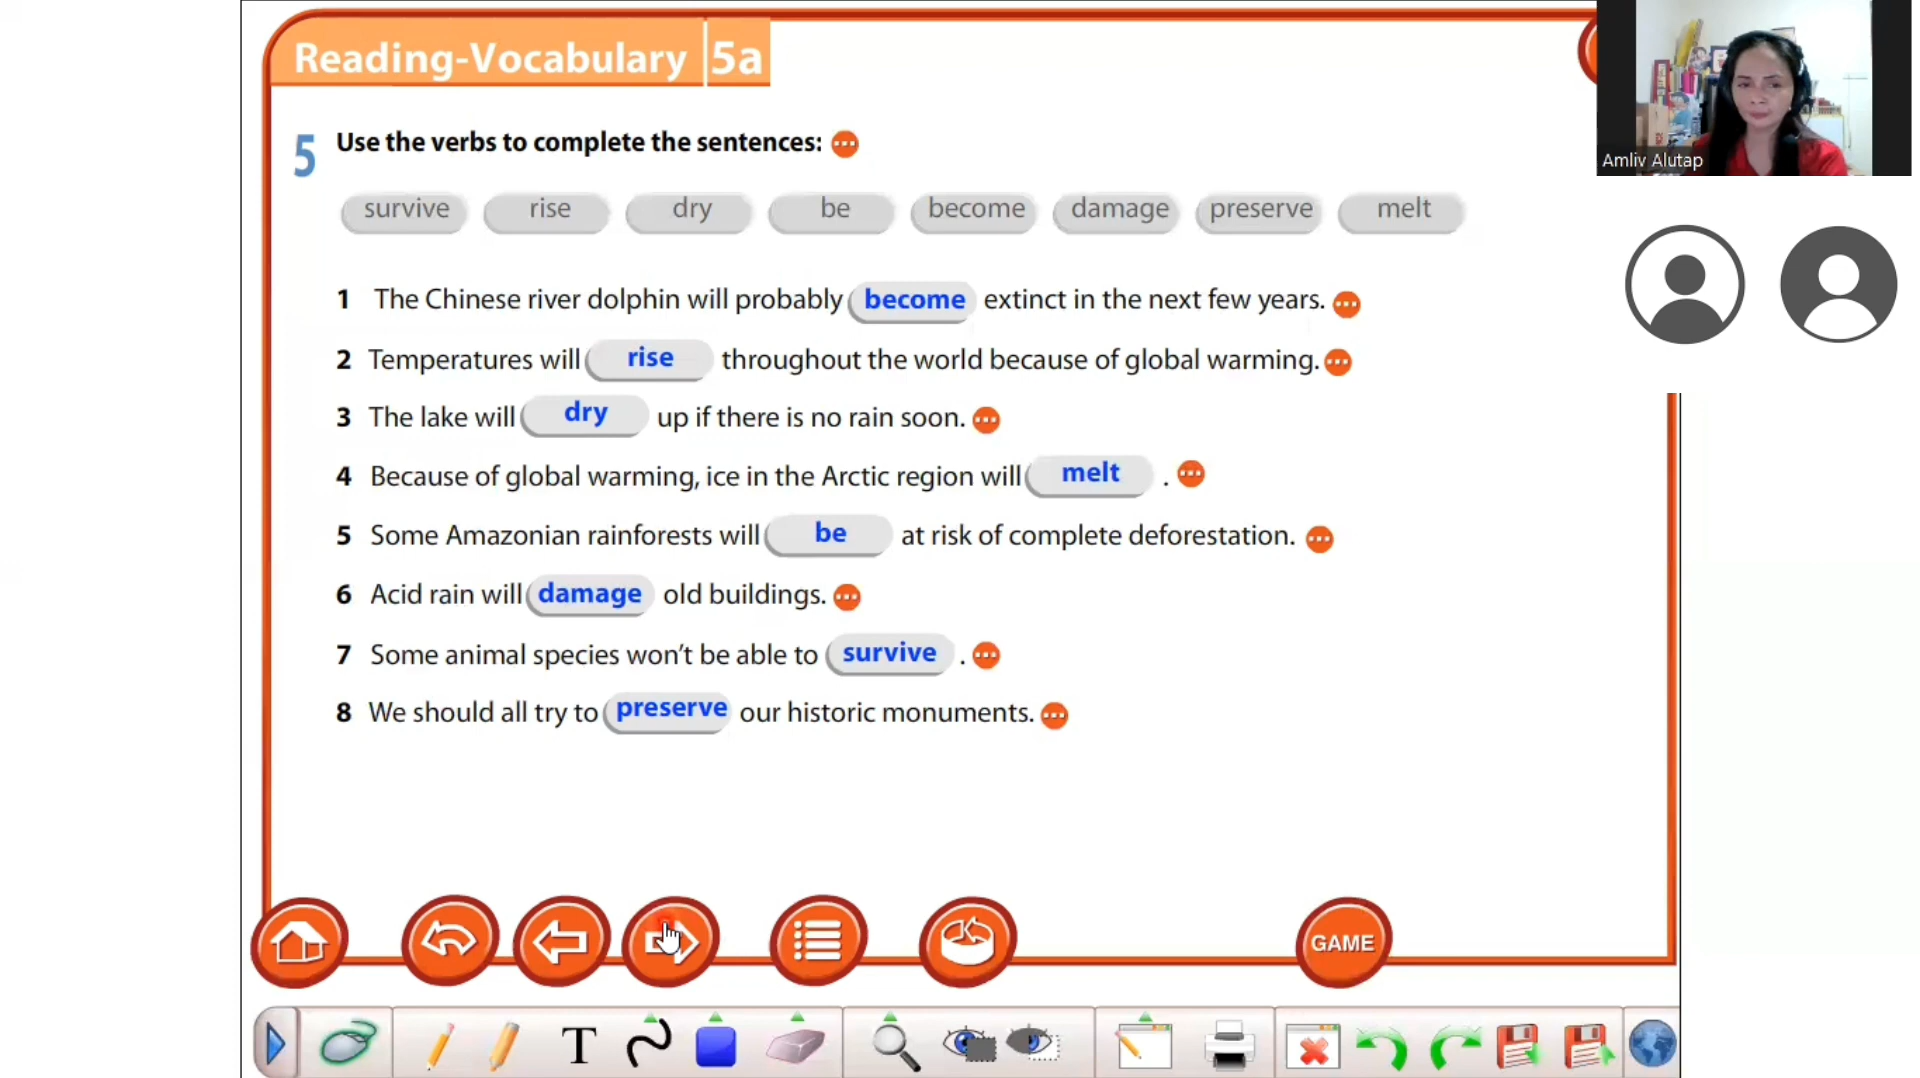 Reading-Vocabulary 5a
Amliv Alutap
5 Use the verbs to complete the sentences:
survive rise dry be become damage preserve melt
1 The Chinese river dolphin will probably become extinct in the next few years.
2 Temperatures will rise throughout the world because of global warming.
3 The lake will dry up if there is no rain soon.
4 Because of global warming, ice in the Arctic region will melt .
5 Some Amazonian rainforests will be at risk of complete deforestation.
6 Acid rain will damage old buildings.
7 Some animal species won't be able to survive .
8 We should all try to preserve our historic monuments.
GAME
T